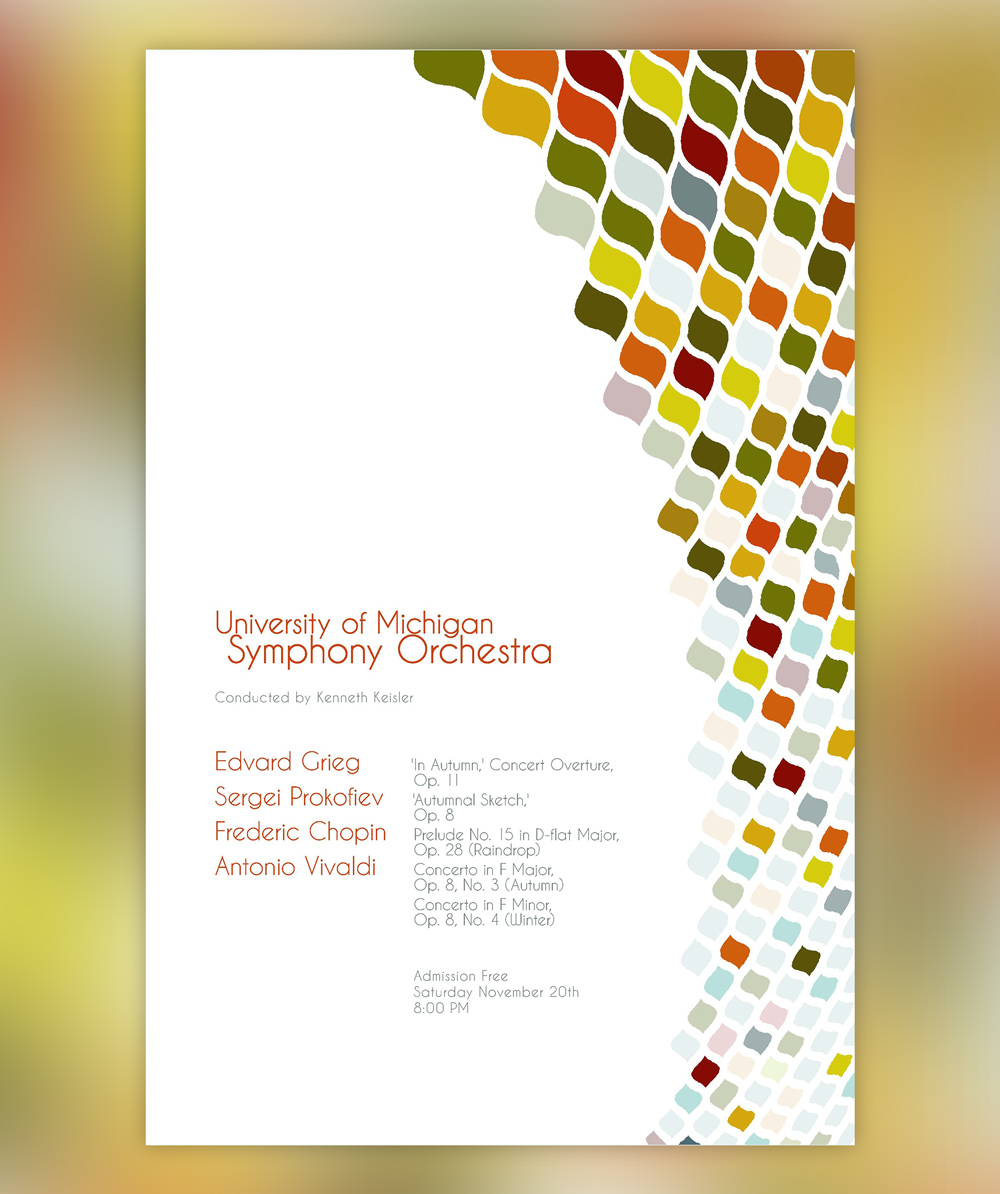 University of Michigan
Symphony Orchestra
Conducted by Kenneth Keisler
Edvard Grieg
'In Autumn,' Concert Overture,
Op. 11
Sergei Prokofiev
'Autumnal Sketch,'
Op. 8
Frederic Chopin
Prelude No. 15 in D-flat Major,
Op. 28 (Raindrop)
Antonio Vivaldi
Concerto in F Major,
Op. 8, No. 3 (Autumn)
Concerto in F Minor,
Op. 8, No. 4 (Winter)
Admission Free
Saturday November 20th
8:00 PM